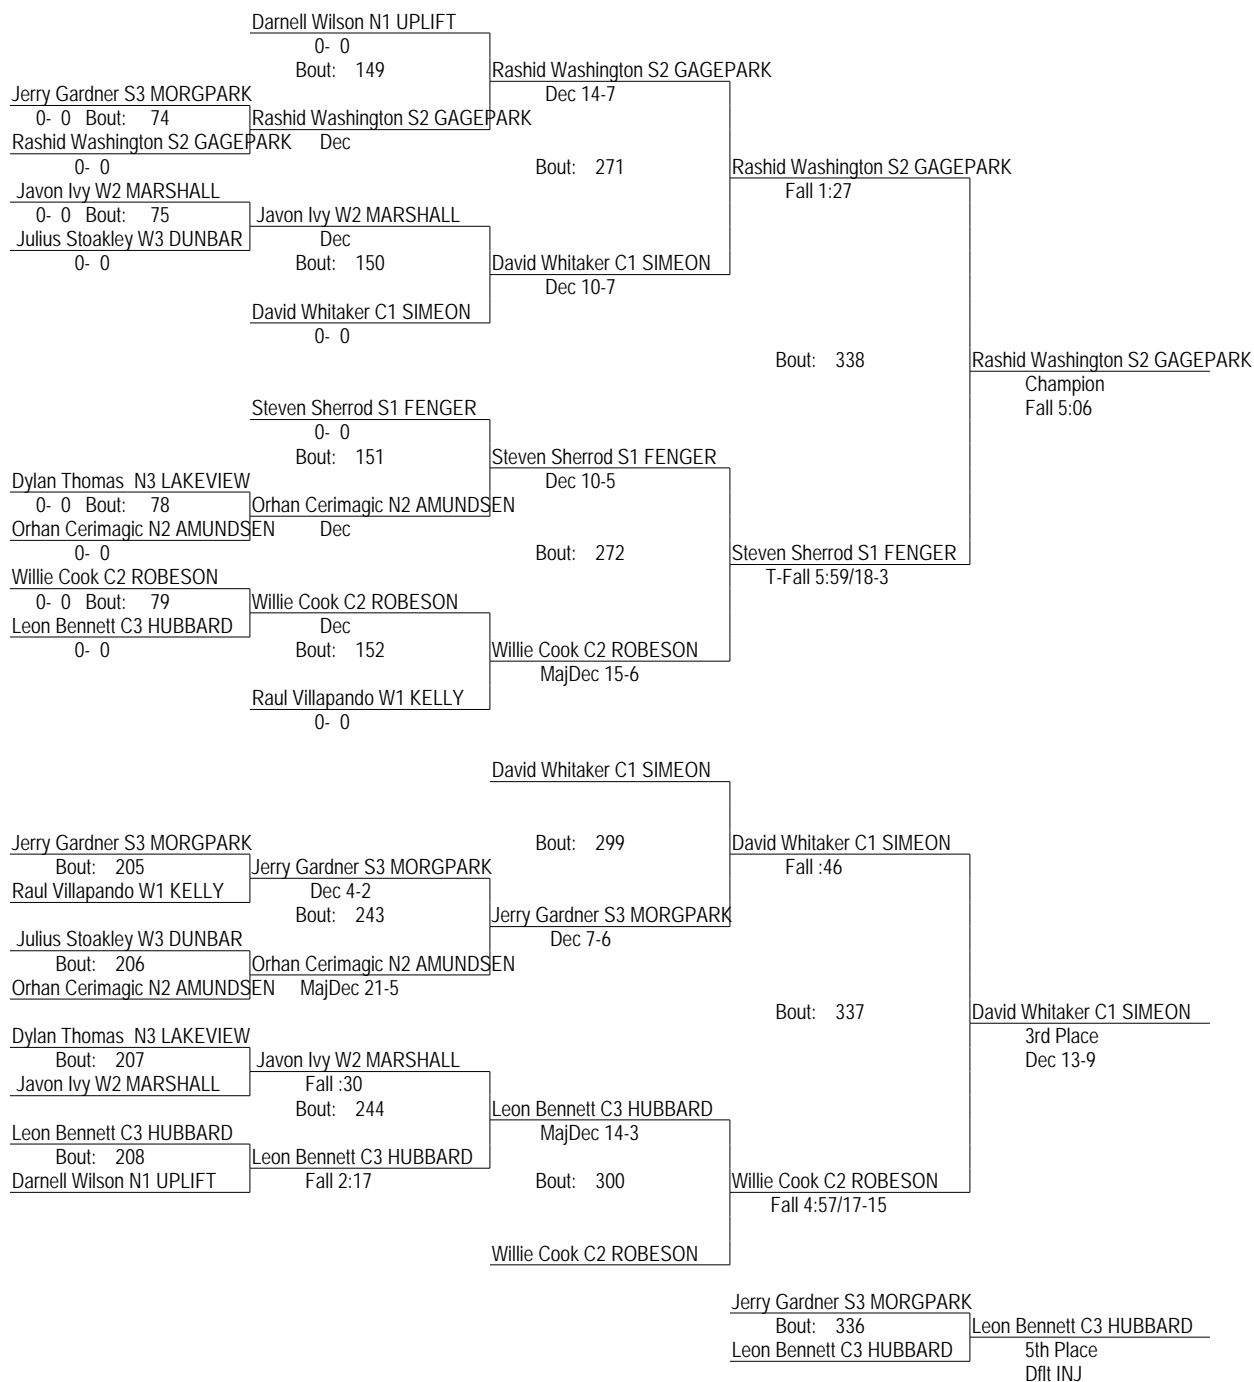 Darnell Wilson N1 UPLIFT
0- 0
Bout: 149
Rashid Washington S2 GAGEPARK
Dec 14-7
Jerry Gardner S3 MORGPARK
0- 0 Bout: 74
Rashid Washington S2 GAGEPARK
Rashid Washington S2 GAGEPARK Dec
0- 0
Bout: 271
Rashid Washington S2 GAGEPARK
Fall 1:27
Javon Ivy W2 MARSHALL
0- 0 Bout: 75
Javon Ivy W2 MARSHALL
Julius Stoakley W3 DUNBAR
Dec
0- 0
Bout: 150
David Whitaker C1 SIMEON
Dec 10-7
David Whitaker C1 SIMEON
0- 0
Bout: 338
Rashid Washington S2 GAGEPARK
Champion
Fall 5:06
Steven Sherrod S1 FENGER
0- 0
Bout: 151
Steven Sherrod S1 FENGER
Dec 10-5
Dylan Thomas N3 LAKEVIEW
0- 0 Bout: 78
Orhan Cerimagic N2 AMUNDSEN
Orhan Cerimagic N2 AMUNDSEN Dec
0- 0
Bout: 272
Steven Sherrod S1 FENGER
T-Fall 5:59/18-3
Willie Cook C2 ROBESON
0- 0 Bout: 79
Willie Cook C2 ROBESON
Leon Bennett C3 HUBBARD
Dec
0- 0
Bout: 152
Willie Cook C2 ROBESON
MajDec 15-6
Raul Villapando W1 KELLY
0- 0
David Whitaker C1 SIMEON
Bout: 299
David Whitaker C1 SIMEON
Fall :46
Jerry Gardner S3 MORGPARK
Bout: 205
Jerry Gardner S3 MORGPARK
Raul Villapando W1 KELLY
Dec 4-2
Bout: 243
Jerry Gardner S3 MORGPARK
Dec 7-6
Julius Stoakley W3 DUNBAR
Bout: 206
Orhan Cerimagic N2 AMUNDSEN
Orhan Cerimagic N2 AMUNDSEN MajDec 21-5
Bout: 337
David Whitaker C1 SIMEON
3rd Place
Dec 13-9
Dylan Thomas N3 LAKEVIEW
Bout: 207
Javon Ivy W2 MARSHALL
Javon Ivy W2 MARSHALL
Fall :30
Bout: 244
Leon Bennett C3 HUBBARD
MajDec 14-3
Leon Bennett C3 HUBBARD
Bout: 208
Leon Bennett C3 HUBBARD
Darnell Wilson N1 UPLIFT
Fall 2:17
Bout: 300
Willie Cook C2 ROBESON
Fall 4:57/17-15
Willie Cook C2 ROBESON
Jerry Gardner S3 MORGPARK
Bout: 336
Leon Bennett C3 HUBBARD
Leon Bennett C3 HUBBARD
5th Place
Dflt INJ